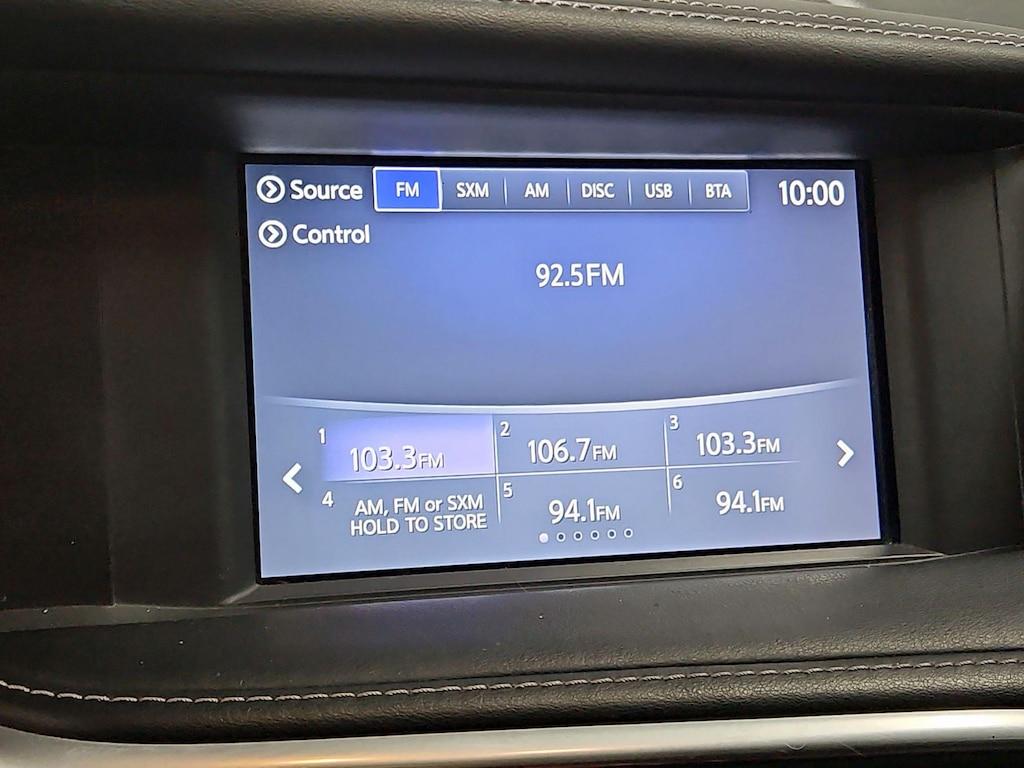 Source FM SXM AM DISC USB BTA 10:00
Control
92.5FM
1 103.3FM 2 106.7FM 3 103.3FM
4 AM, FM or SXM
HOLD TO STORE 5 94.1FM 6 94.1FM